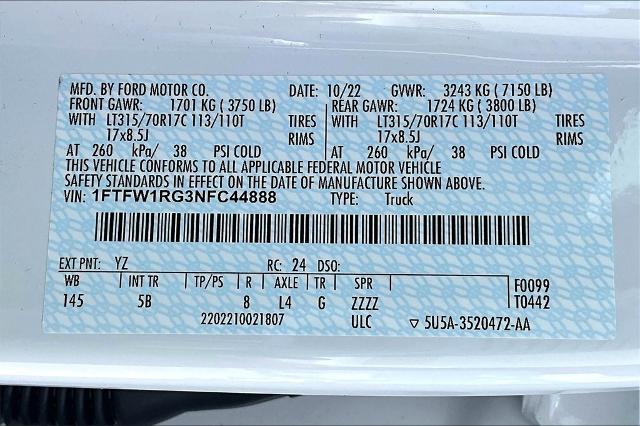 MFD. BY FORD MOTOR CO. DATE: 10/22 GVWR: 3243 KG ( 7150 LB)
FRONT GAWR: 1701 KG ( 3750 LB) REAR GAWR: 1724 KG ( 3800 LB)
WITH LT315/70R17C 113/110T TIRES WITH LT315/70R17C 113/110T TIRES
17x8.5J RIMS 17x8.5J RIMS
AT 260 kPa/ 38 PSI COLD AT 260 kPa/ 38 PSI COLD
THIS VEHICLE CONFORMS TO ALL APPLICABLE FEDERAL MOTOR VEHICLE
SAFETY STANDARDS IN EFFECT ON THE DATE OF MANUFACTURE SHOWN ABOVE.
VIN: 1FTFW1RG3NFC44888 TYPE: Truck
EXT PNT: YZ RC: 24 DSO:
WB INT TR TP/PS R AXLE TR SPR F0099
145 5B 8 L4 G ZZZZ T0442
2202210021807 ULC ▽ 5U5A-3520472-AA